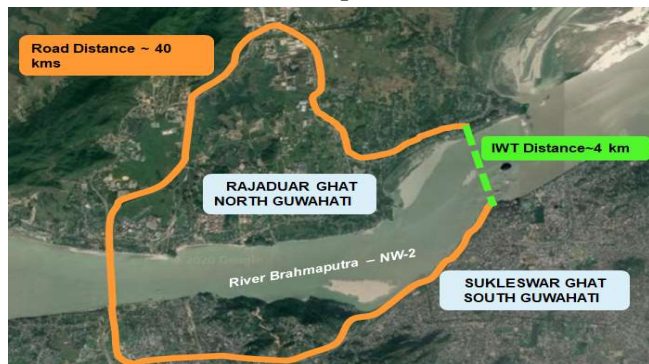 Road Distance ~ 40
kms
IWT Distance~4 km
RAJADUAR GHAT
NORTH GUWAHATI
River Brahmaputra – NW-2
SUKLESWAR GHAT
SOUTH GUWAHATI